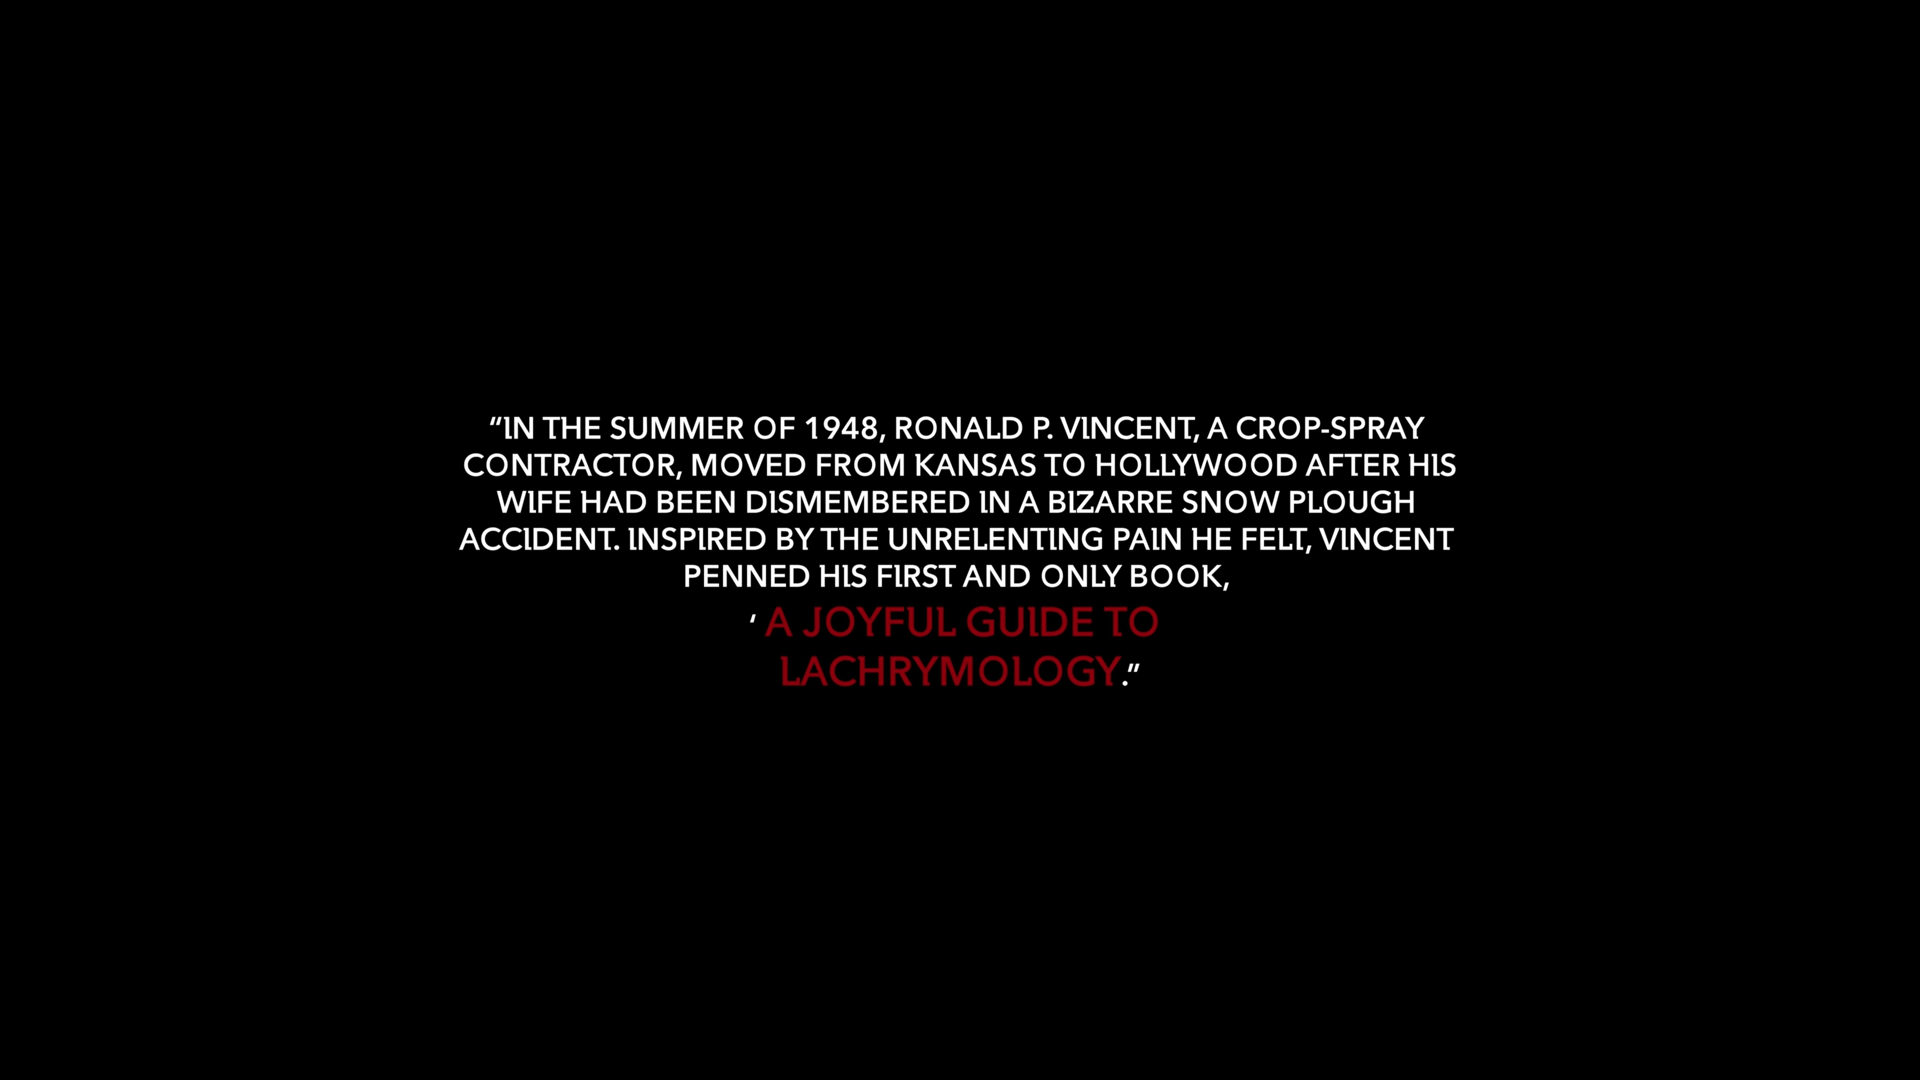 “IN THE SUMMER OF 1948, RONALD P. VINCENT, A CROP-SPRAY
CONTRACTOR, MOVED FROM KANSAS TO HOLLYWOOD AFTER HIS
WIFE HAD BEEN DISMEMBERED IN A BIZARRE SNOW PLOUGH
ACCIDENT. INSPIRED BY THE UNRELENTING PAIN HE FELT, VINCENT
PENNED HIS FIRST AND ONLY BOOK,
‘ A JOYFUL GUIDE TO
LACHRYMOLOGY.”